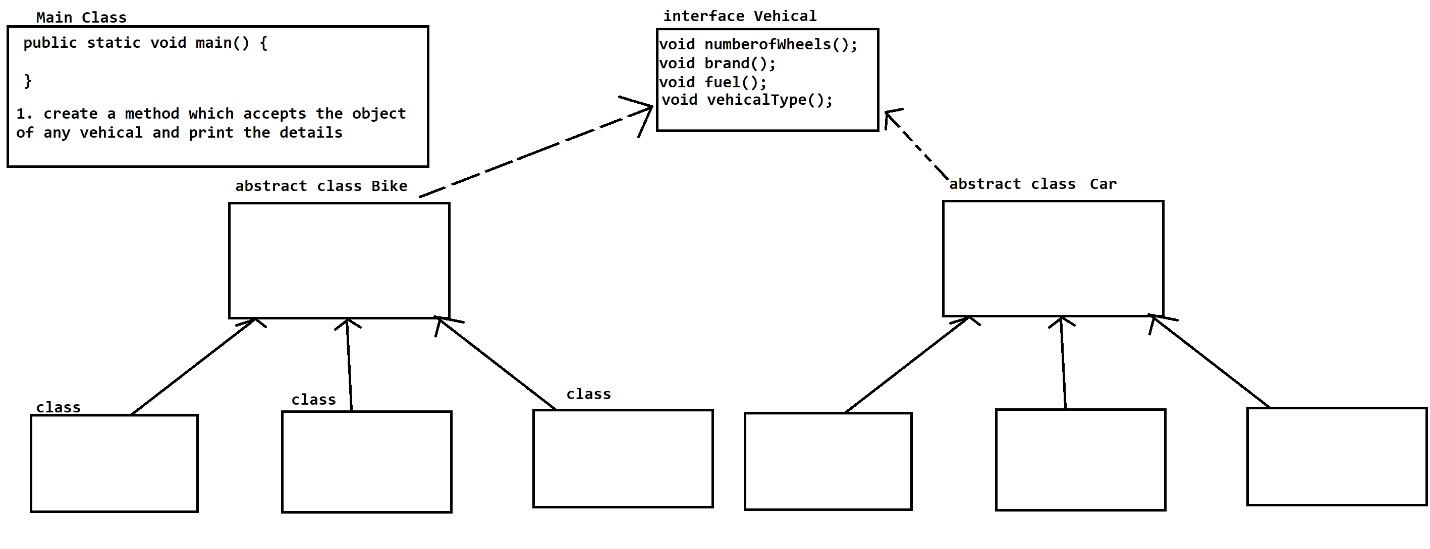 Main Class
public static void main() {
}
1. create a method which accepts the object
of any vehical and print the details
interface Vehical
void numberofWheels();
void brand();
void fuel();
void vehicalType();
abstract class Bike
abstract class Car
class
class
class